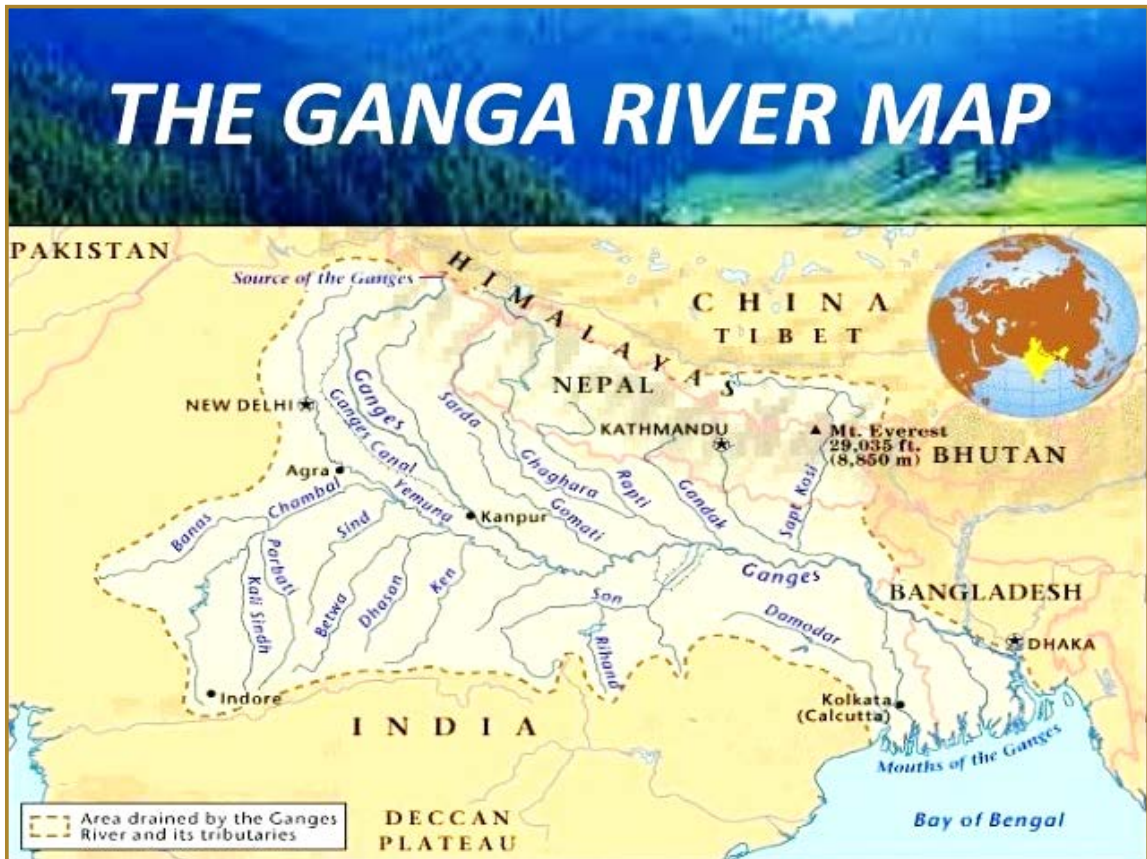 THE GANGA RIVER MAP
PAKISTAN
Source of the Ganges
HIMALAYAS
CHINA
TIBET
NEPAL
NEW DELHI
Ganges
Ganges Canal
Sarda
KATHMANDU
Mt. Everest
29,035 ft.
(8,850 m)
BHUTAN
Agra
Yemuna
Ghaghara
Rapti
Gandak
Sapt Kosi
Chambal
Banas
Sind
Kanpur
Gomati
Parbati
Kali Sindh
Betwa
Dhasan
Ken
Son
Ganges
BANGLADESH
Rihand
Damodar
DHAKA
Indore
Kolkata
(Calcutta)
INDIA
Mouths of the Ganges
Area drained by the Ganges
River and its tributaries
DECCAN
PLATEAU
Bay of Bengal